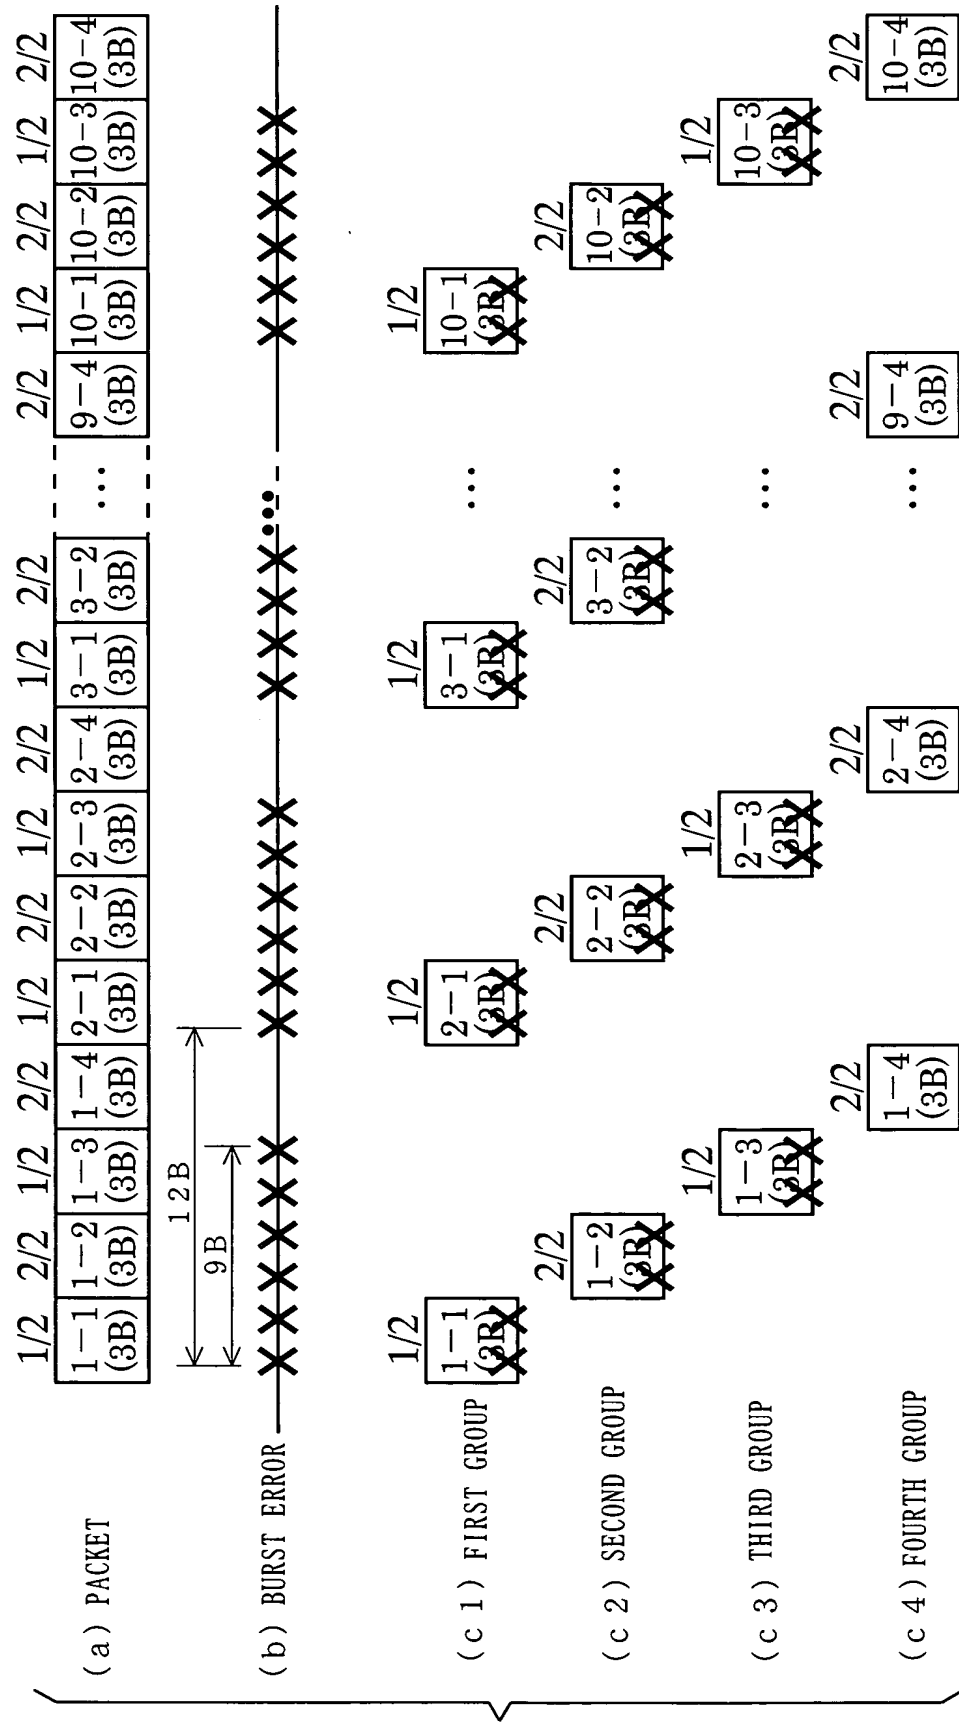 (a) PACKET
1/2 2/2 1/2 2/2 1/2 2/2 1/2 2/2 1/2 2/2 2/2 1/2 2/2 1/2 2/2
1-1 1-2 1-3 1-4 2-1 2-2 2-3 2-4 3-1 3-2 ... 9-4 10-1 10-2 10-3 10-4
(3B) (3B) (3B) (3B) (3B) (3B) (3B) (3B) (3B) (3B) (3B) (3B) (3B) (3B) (3B)
12B
9B
(b) BURST ERROR
...
1/2 1/2 1/2 1/2
(c 1) FIRST GROUP
1-1 2-1 3-1 ... 10-1
(3B) (3B) (3B) (3B)
2/2 2/2 2/2 2/2
(c 2) SECOND GROUP
1-2 2-2 3-2 ... 10-2
(3B) (3B) (3B) (3B)
1/2 1/2 1/2
(c 3) THIRD GROUP
1-3 2-3 ... 10-3
(3B) (3B) (3B)
2/2 2/2 2/2 2/2
(c 4) FOURTH GROUP
1-4 2-4 ... 9-4 10-4
(3B) (3B) (3B) (3B)